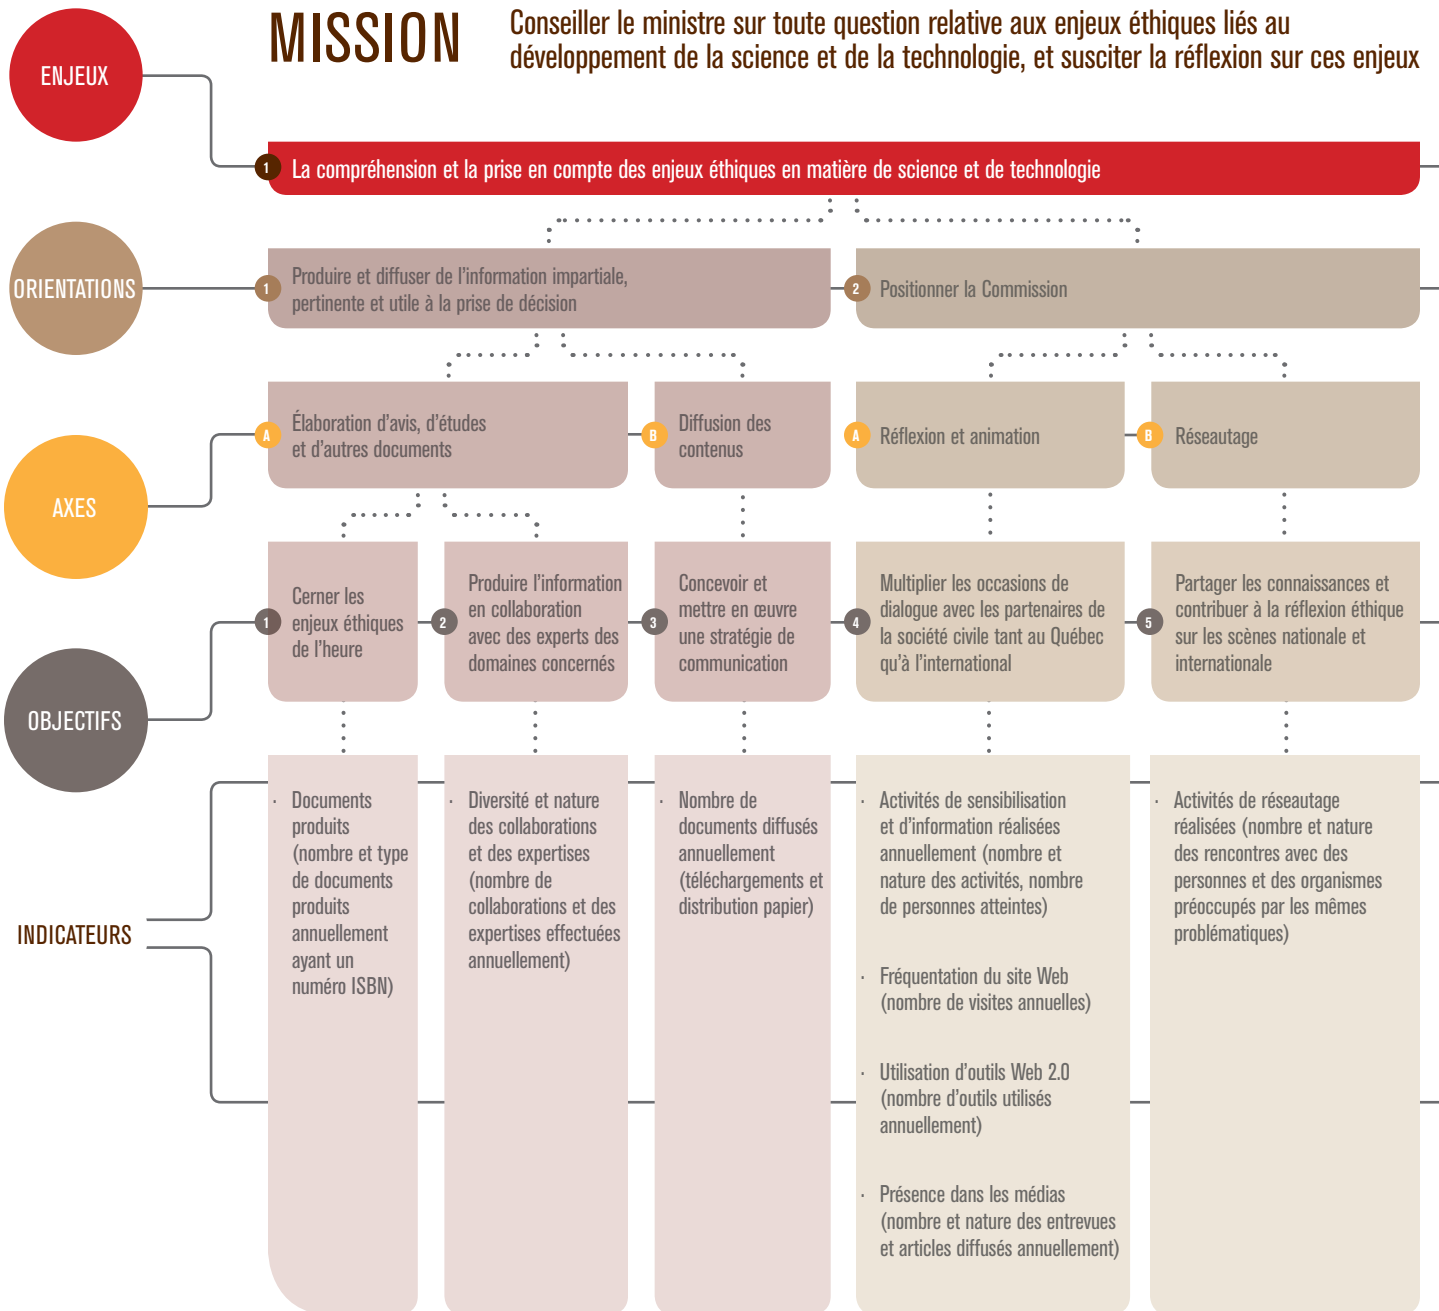 MISSION
Conseiller le ministre sur toute question relative aux enjeux éthiques liés au
développement de la science et de la technologie, et susciter la réflexion sur ces enjeux
ENJEUX
1
La compréhension et la prise en compte des enjeux éthiques en matière de science et de technologie
ORIENTATIONS
1
Produire et diffuser de l'information impartiale,
pertinente et utile à la prise de décision
2
Positionner la Commission
AXES
A
Élaboration d'avis, d'études
et d'autres documents
B
Diffusion des
contenus
A
Réflexion et animation
B
Réseautage
OBJECTIFS
1
Cerner les
enjeux éthiques
de l'heure
2
Produire l'information
en collaboration
avec des experts des
domaines concernés
3
Concevoir et
mettre en œuvre
une stratégie de
communication
4
Multiplier les occasions de
dialogue avec les partenaires de
la société civile tant au Québec
qu'à l'international
5
Partager les connaissances et
contribuer à la réflexion éthique
sur les scènes nationale et
internationale
INDICATEURS
· Documents
produits
(nombre et type
de documents
produits
annuellement
ayant un
numéro ISBN)
· Diversité et nature
des collaborations
et des expertises
(nombre de
collaborations et des
expertises effectuées
annuellement)
· Nombre de
documents diffusés
annuellement
(téléchargements et
distribution papier)
· Activités de sensibilisation
et d'information réalisées
annuellement (nombre et
nature des activités, nombre
de personnes atteintes)
· Fréquentation du site Web
(nombre de visites annuelles)
· Utilisation d'outils Web 2.0
(nombre d'outils utilisés
annuellement)
· Présence dans les médias
(nombre et nature des entrevues
et articles diffusés annuellement)
· Activités de réseautage
réalisées (nombre et nature
des rencontres avec des
personnes et des organismes
préoccupés par les mêmes
problématiques)